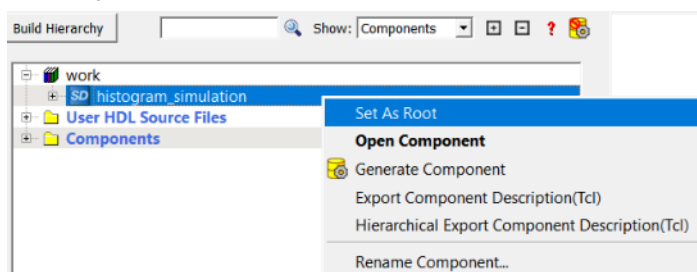 Build Hierarchy Show: Components + - ?
work
SD histogram_simulation
User HDL Source Files
Components
Set As Root
Open Component
Generate Component
Export Component Description(Tcl)
Hierarchical Export Component Description(Tcl)
Rename Component...